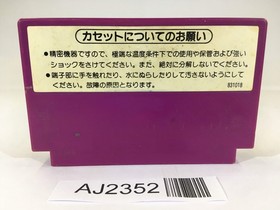 カセットについてのお願い
●精密機器ですので、極端な温度条件下での使用や保管および強い
ショックをさけてください。また、絶対に分解しないでください。
●端子部に手を触れたり、水にぬらしたりして汚さないようにして
ください。故障の原因となります。
831018
AJ2352